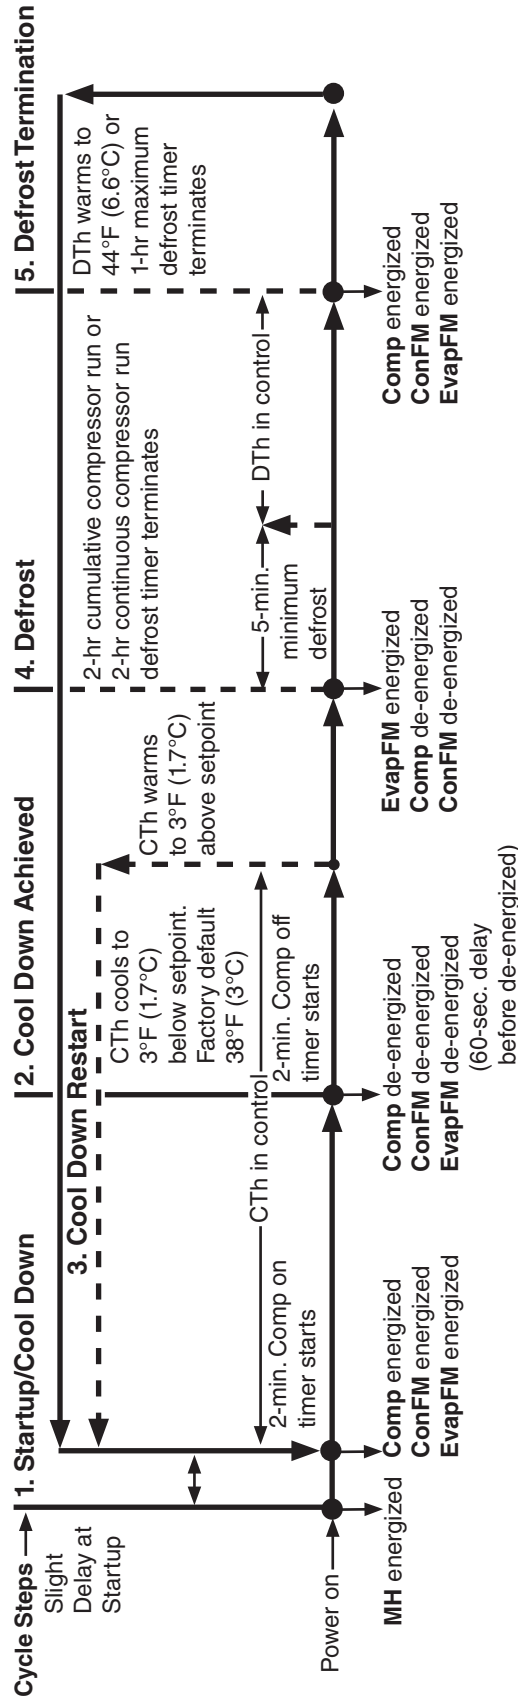 Cycle Steps
1. Startup/Cool Down
2. Cool Down Achieved
4. Defrost
5. Defrost Termination
Slight
Delay at
Startup
3. Cool Down Restart
CTh cools to
3°F (1.7°C)
below setpoint.
Factory default
38°F (3°C)
CTh warms
to 3°F (1.7°C)
above setpoint
2-hr cumulative compressor run or
2-hr continuous compressor run
defrost timer terminates
DTh warms to
44°F (6.6°C) or
1-hr maximum
defrost timer
terminates
CTh in control
2-min. Comp on
timer starts
2-min. Comp off
timer starts
5-min.
minimum
defrost
DTh in control
Power on
MH energized
Comp energized
ConFM energized
EvapFM energized
Comp de-energized
ConFM de-energized
EvapFM de-energized
(60-sec. delay
before de-energized)
EvapFM energized
Comp de-energized
ConFM de-energized
Comp energized
ConFM energized
EvapFM energized